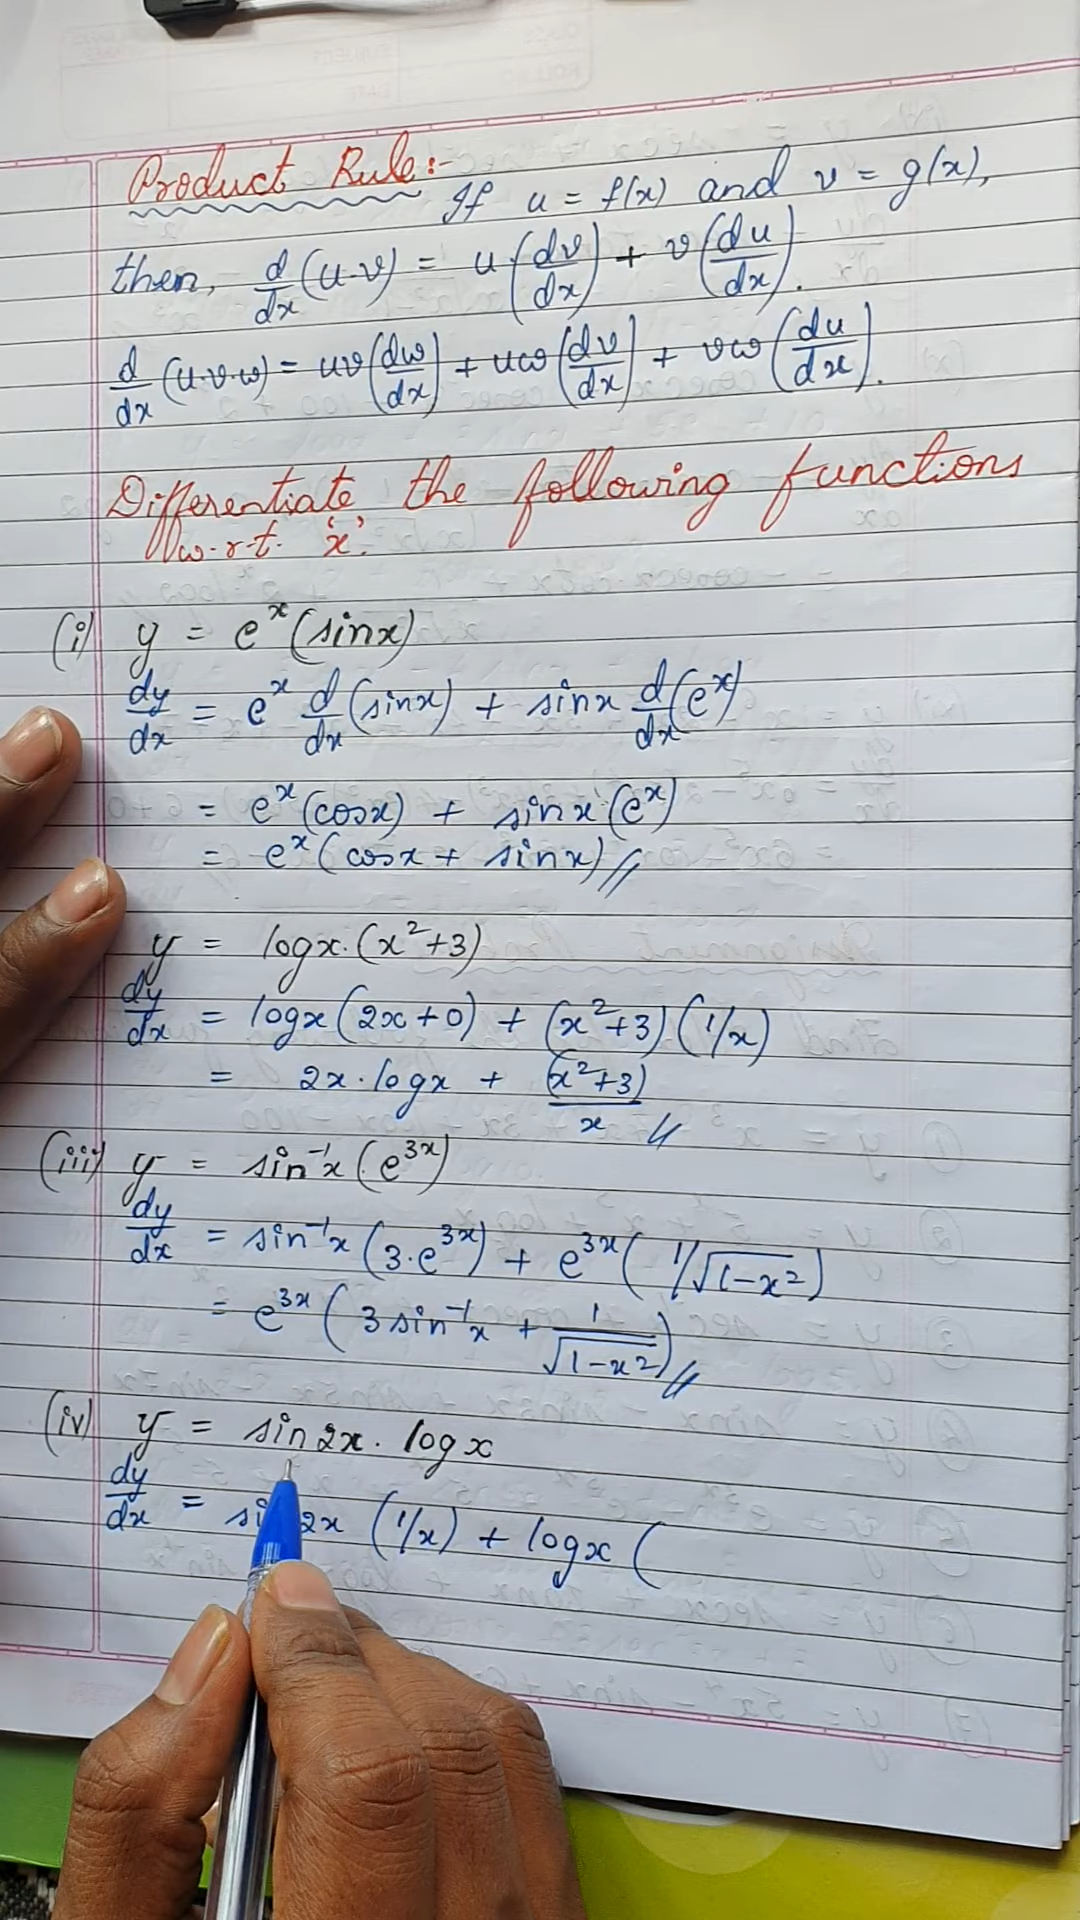 Product Rule:-
If u = f(x) and v = g(x),
then, d/dx (u·v) = u (dv/dx) + v (du/dx).
d/dx (u·v·w) = uv (dw/dx) + uw (dv/dx) + vw (du/dx).
Differentiate the following functions
w.r.t. 'x'.
(i) y = e^x (sinx)
dy/dx = e^x d/dx (sinx) + sinx d/dx (e^x)
= e^x (cosx) + sinx·(e^x)
= e^x (cosx + sinx)//
y = logx·(x²+3)
dy/dx = logx (2x+0) + (x²+3) (1/x)
= 2x·logx + (x²+3)/x //
(iii) y = sin⁻¹x (e^3x)
dy/dx = sin⁻¹x (3·e^3x) + e^3x (1/√(1-x²))
= e^3x (3 sin⁻¹x + 1/√(1-x²))//
(iv) y = sin2x · logx
dy/dx = si 2x (1/x) + logx (